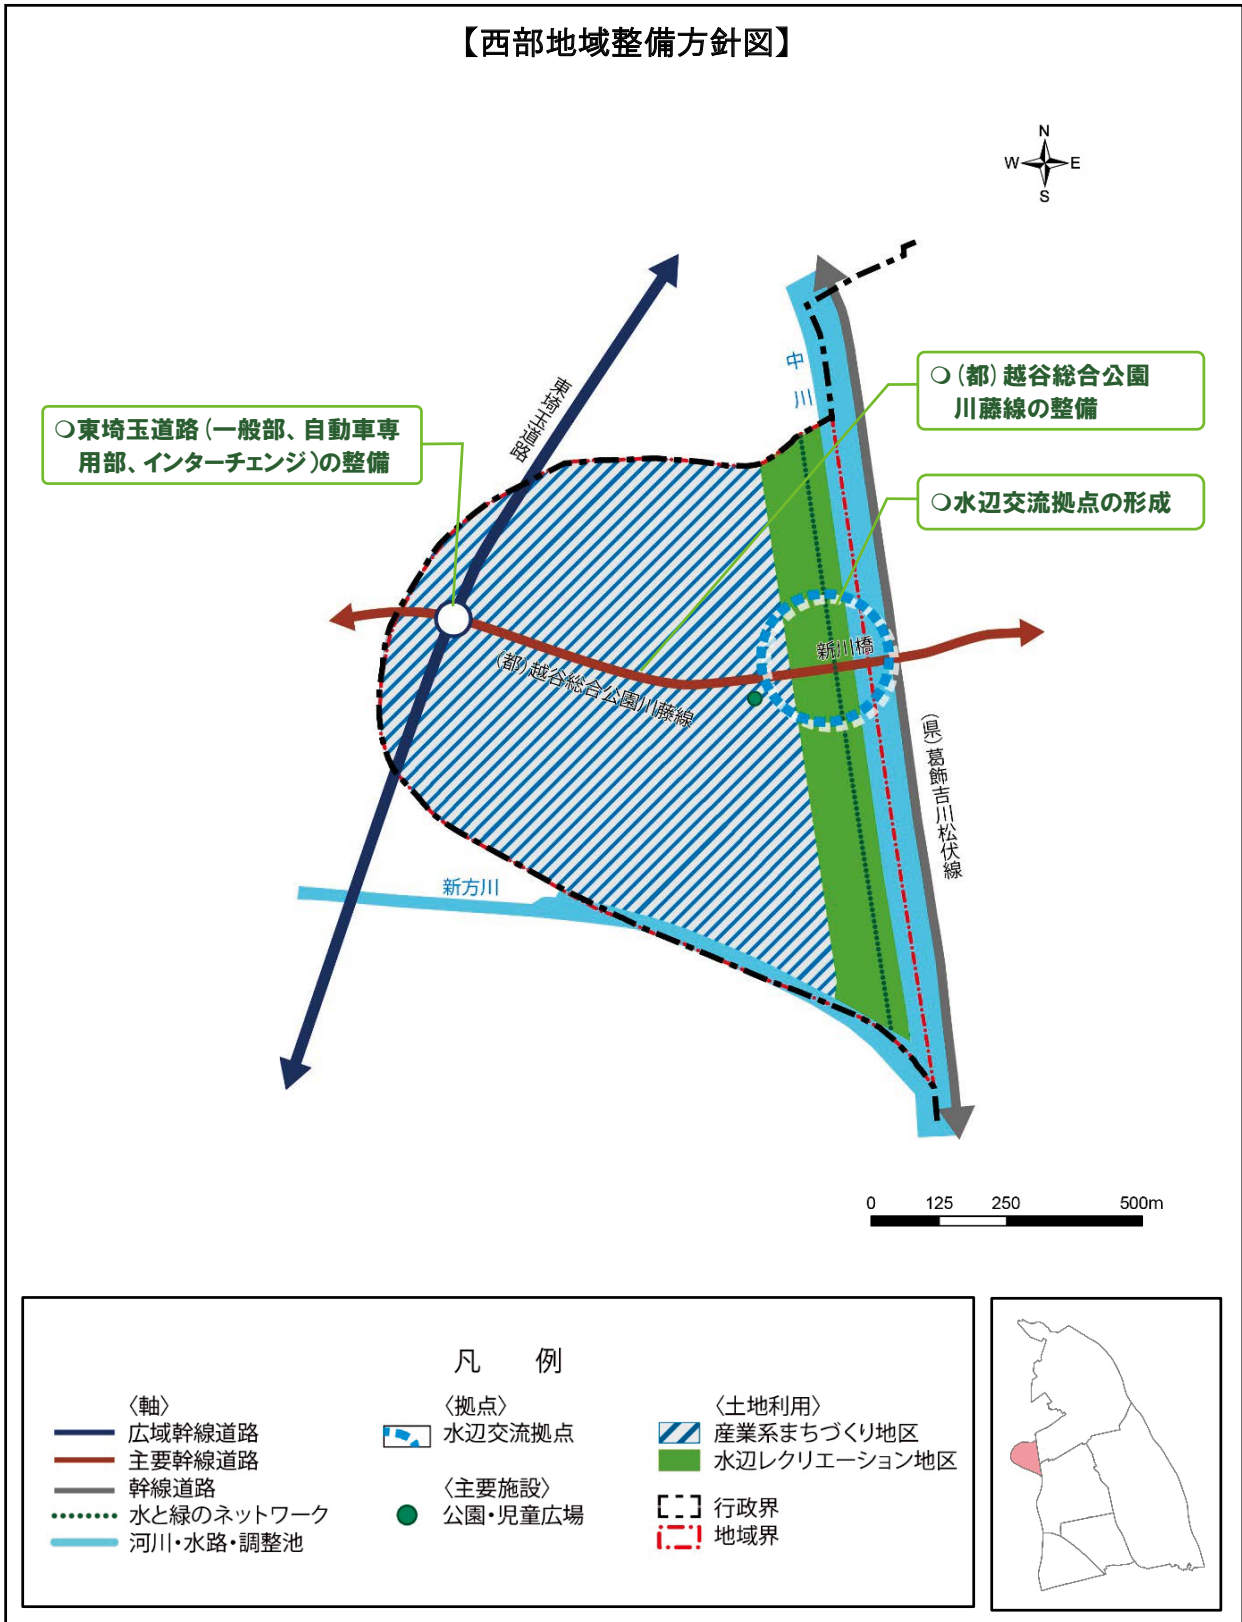 【西部地域整備方針図】
N
W E
S
中川
東埼玉道路
○(都)越谷総合公園
川藤線の整備
○東埼玉道路(一般部、自動車専
用部、インターチェンジ)の整備
○水辺交流拠点の形成
新川橋
(都)越谷総合公園川藤線
(県)葛飾吉川松伏線
新方川
0 125 250 500m
凡 例
〈軸〉
広域幹線道路
主要幹線道路
幹線道路
水と緑のネットワーク
河川・水路・調整池
〈拠点〉
水辺交流拠点
〈主要施設〉
公園・児童広場
〈土地利用〉
産業系まちづくり地区
水辺レクリエーション地区
行政界
地域界